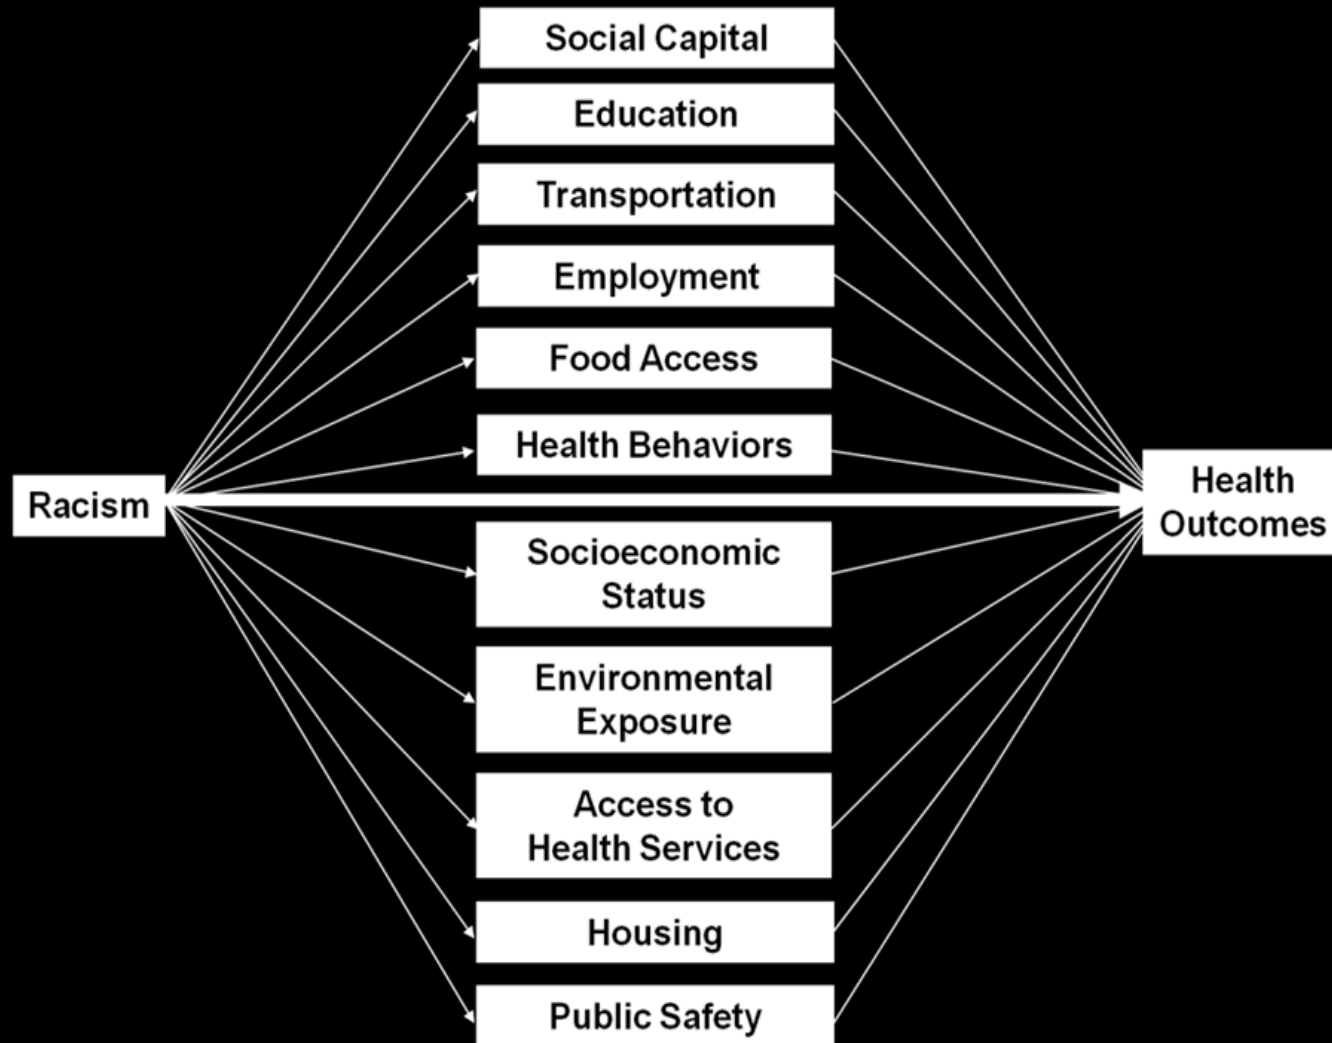 Social Capital
Education
Transportation
Employment
Food Access
Health Behaviors
Racism
Health
Outcomes
Socioeconomic
Status
Environmental
Exposure
Access to
Health Services
Housing
Public Safety